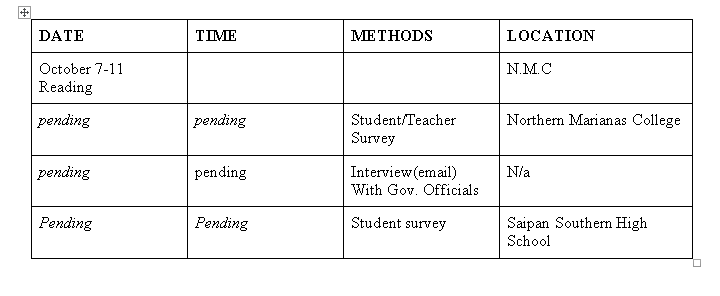 DATE TIME METHODS LOCATION
October 7-11 N.M.C
Reading
pending pending Student/Teacher Northern Marianas College
Survey
pending pending Interview(email) N/a
With Gov. Officials
Pending Pending Student survey Saipan Southern High
School